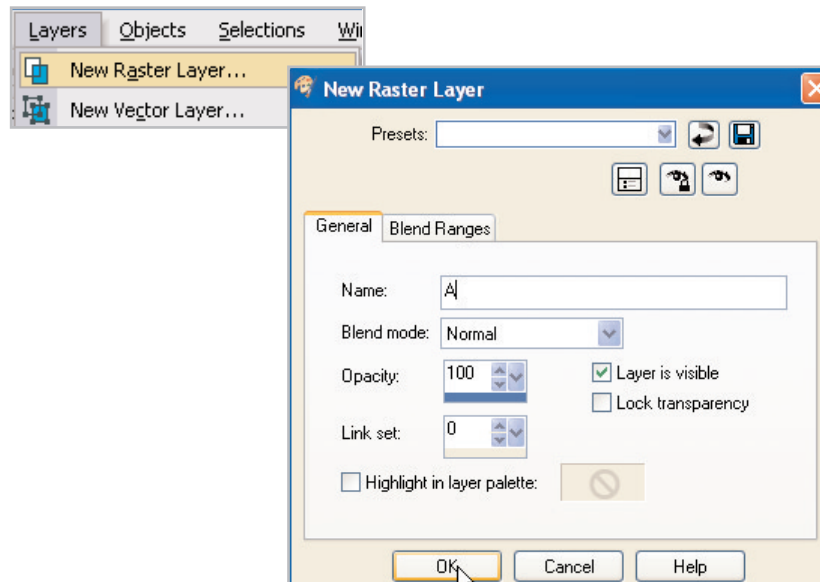 Layers Objects Selections Wi
New Raster Layer...
New Vector Layer...
New Raster Layer
Presets:
General Blend Ranges
Name: A
Blend mode: Normal
Opacity: 100 Layer is visible
Lock transparency
Link set: 0
Highlight in layer palette:
OK Cancel Help